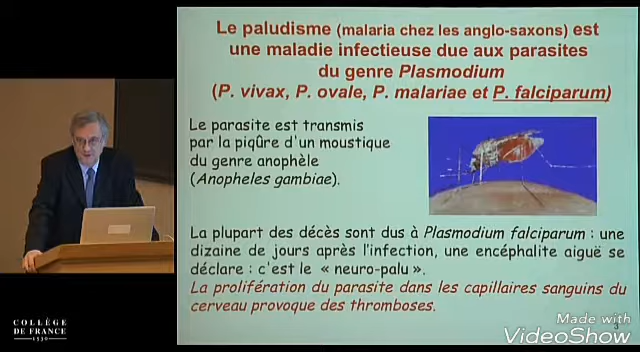 Le paludisme (malaria chez les anglo-saxons) est
une maladie infectieuse due aux parasites
du genre Plasmodium
(P. vivax, P. ovale, P. malariae et P. falciparum)
Le parasite est transmis
par la piqûre d'un moustique
du genre anophèle
(Anopheles gambiae).
La plupart des décès sont dus à Plasmodium falciparum : une
dizaine de jours après l'infection, une encéphalite aiguë se
déclare : c'est le « neuro-palu ».
La prolifération du parasite dans les capillaires sanguins du
cerveau provoque des thromboses.
COLLÈGE
DE FRANCE
1530
Made with
VideoShow